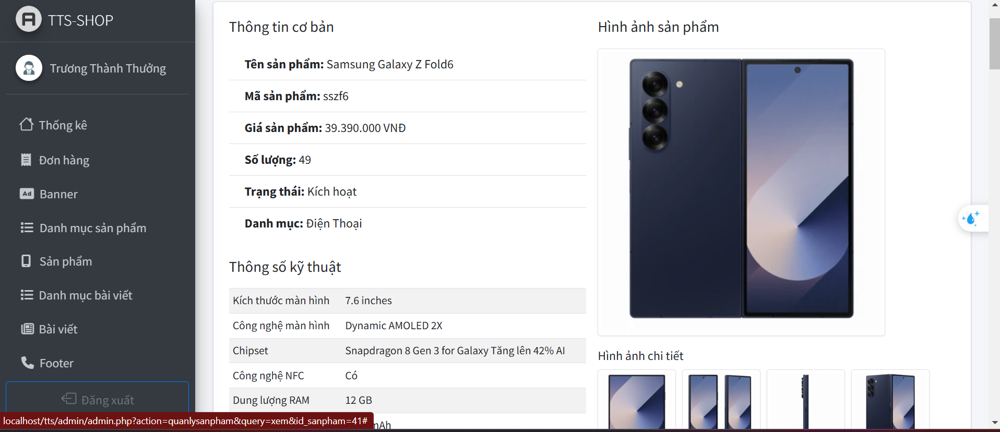 TTS-SHOP
Trương Thành Thưởng
Thống kê
Đơn hàng
Ad Banner
Danh mục sản phẩm
Sản phẩm
Danh mục bài viết
Bài viết
Footer
Đăng xuất
localhost/tts/admin/admin.php?action=quanlysanpham&query=xem&id_sanpham=41#
Thông tin cơ bản
Tên sản phẩm: Samsung Galaxy Z Fold6
Mã sản phẩm: sszf6
Giá sản phẩm: 39.390.000 VNĐ
Số lượng: 49
Trạng thái: Kích hoạt
Danh mục: Điện Thoại
Thông số kỹ thuật
Kích thước màn hình 7.6 inches
Công nghệ màn hình Dynamic AMOLED 2X
Chipset Snapdragon 8 Gen 3 for Galaxy Tăng lên 42% AI
Công nghệ NFC Có
Dung lượng RAM 12 GB
mAh
Hình ảnh sản phẩm
Hình ảnh chi tiết